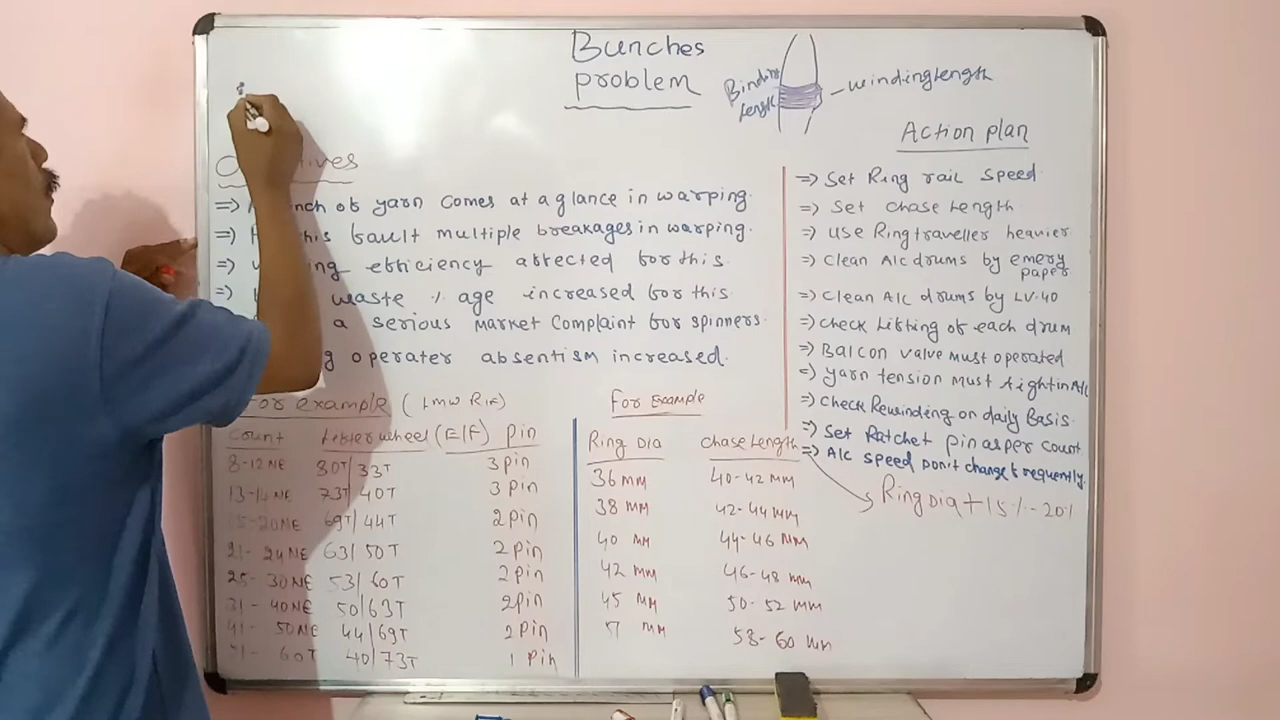 Bunches
problem
Binding
Length
windingLength
Action plan
=) Set Ring rail speed
=) Set chase Length
=) Use Ringtraveller heavier
=) Clean A/c drums by emery
paper
=) Clean A/c drums by LV-40
=) Check Lifting of each drum
=) Balcon valve must operated
=) Yarn tension must tight in A/c
=) Check Rewinding on daily Basis.
=) Set Ratchet pin as per count
=) A/c speed Don't change frequently.
Ring Dia + 15%-20%
=) of yarn comes at a glance in warping.
=) this fault multiple breakages in warping.
=) efficiency affected for this
=) waste % age increased for this
a serious market complaint for spinners.
operater absentism increased.
For example (LMW R/F)
Count Lifter wheel (E/F) pin
8-12 NE 30T/33T 3 pin
13-14 NE 73T/40T 3 pin
15-20 NE 69T/44T 2 pin
21-24 NE 63/50T 2 pin
25-30 NE 53/60T 2 pin
31-40 NE 50/63T 2 pin
41-50 NE 44/69T 2 pin
60T 40/73T 1 pin
For Example
Ring Dia chase Length
36 mm 40-42 mm
38 mm 42-44 mm
40 mm 44-46 mm
42 mm 46-48 mm
45 mm 50-52 mm
51 mm 58-60 mm